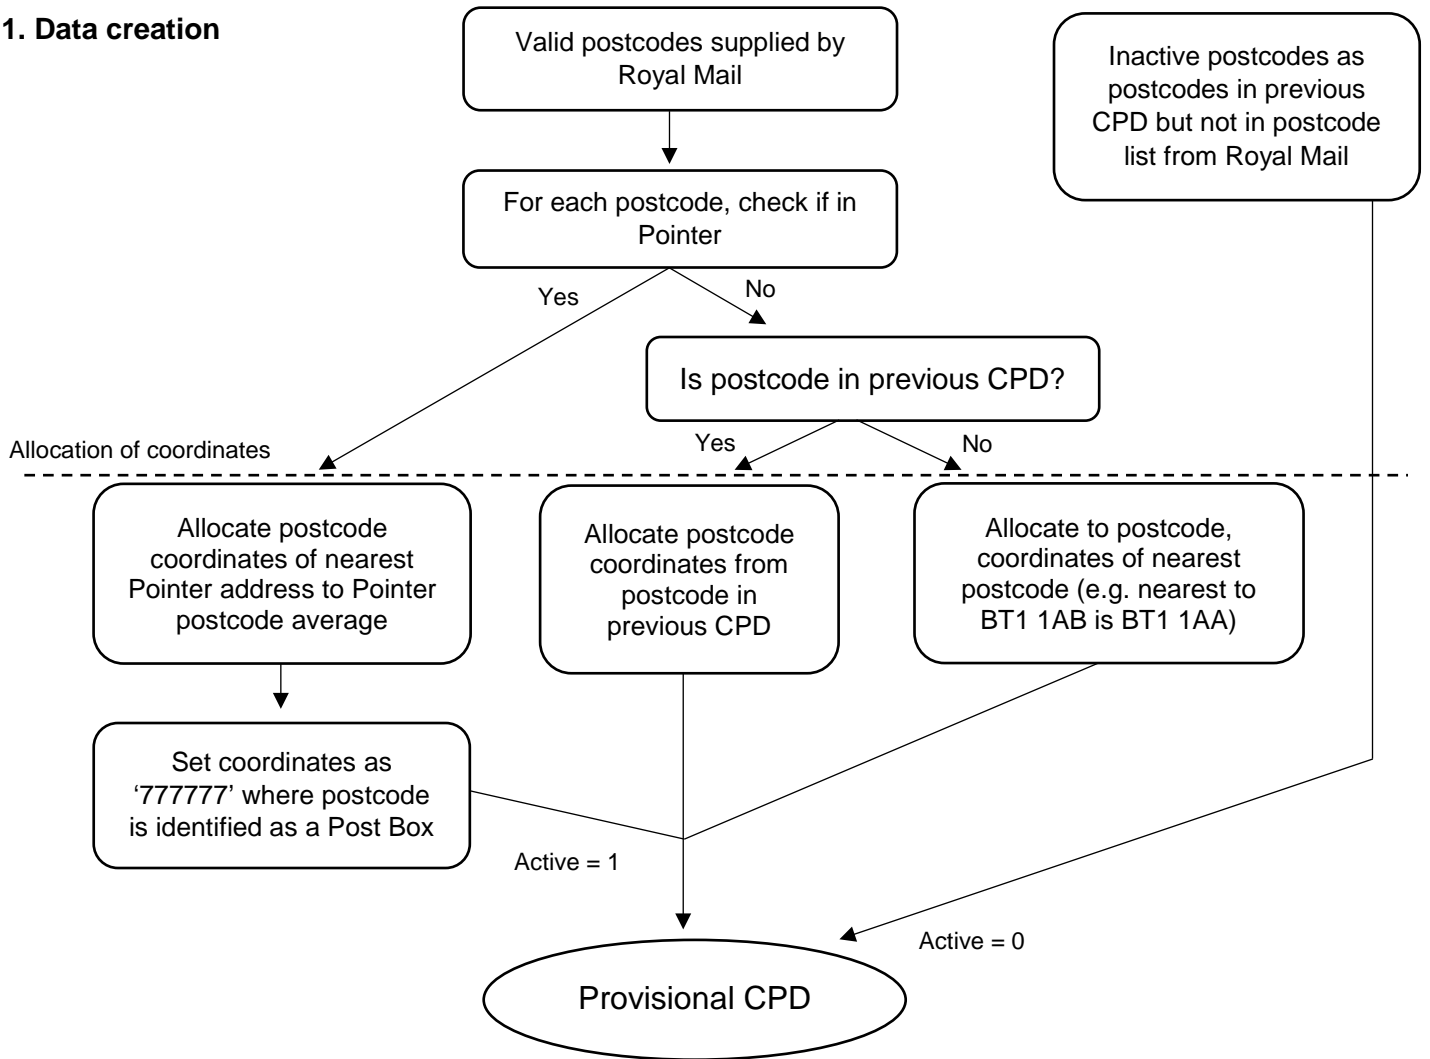 1. Data creation
Valid postcodes supplied by
Royal Mail
Inactive postcodes as
postcodes in previous
CPD but not in postcode
list from Royal Mail
For each postcode, check if in
Pointer
Yes
No
Is postcode in previous CPD?
Yes
No
Allocation of coordinates
Allocate postcode
coordinates of nearest
Pointer address to Pointer
postcode average
Allocate postcode
coordinates from
postcode in
previous CPD
Allocate to postcode,
coordinates of nearest
postcode (e.g. nearest to
BT1 1AB is BT1 1AA)
Set coordinates as
‘777777’ where postcode
is identified as a Post Box
Active = 1
Active = 0
Provisional CPD